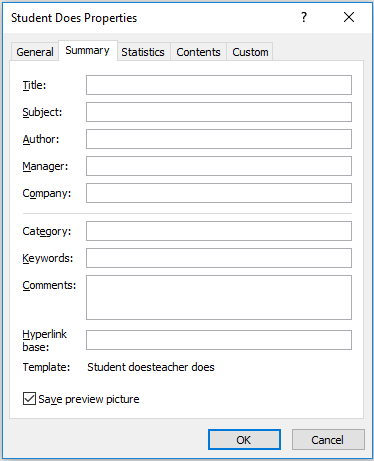 Student Does Properties ?
General Summary Statistics Contents Custom
Title:
Subject:
Author:
Manager:
Company:
Category:
Keywords:
Comments:
Hyperlink
base:
Template: Student doesteacher does
Save preview picture
OK Cancel